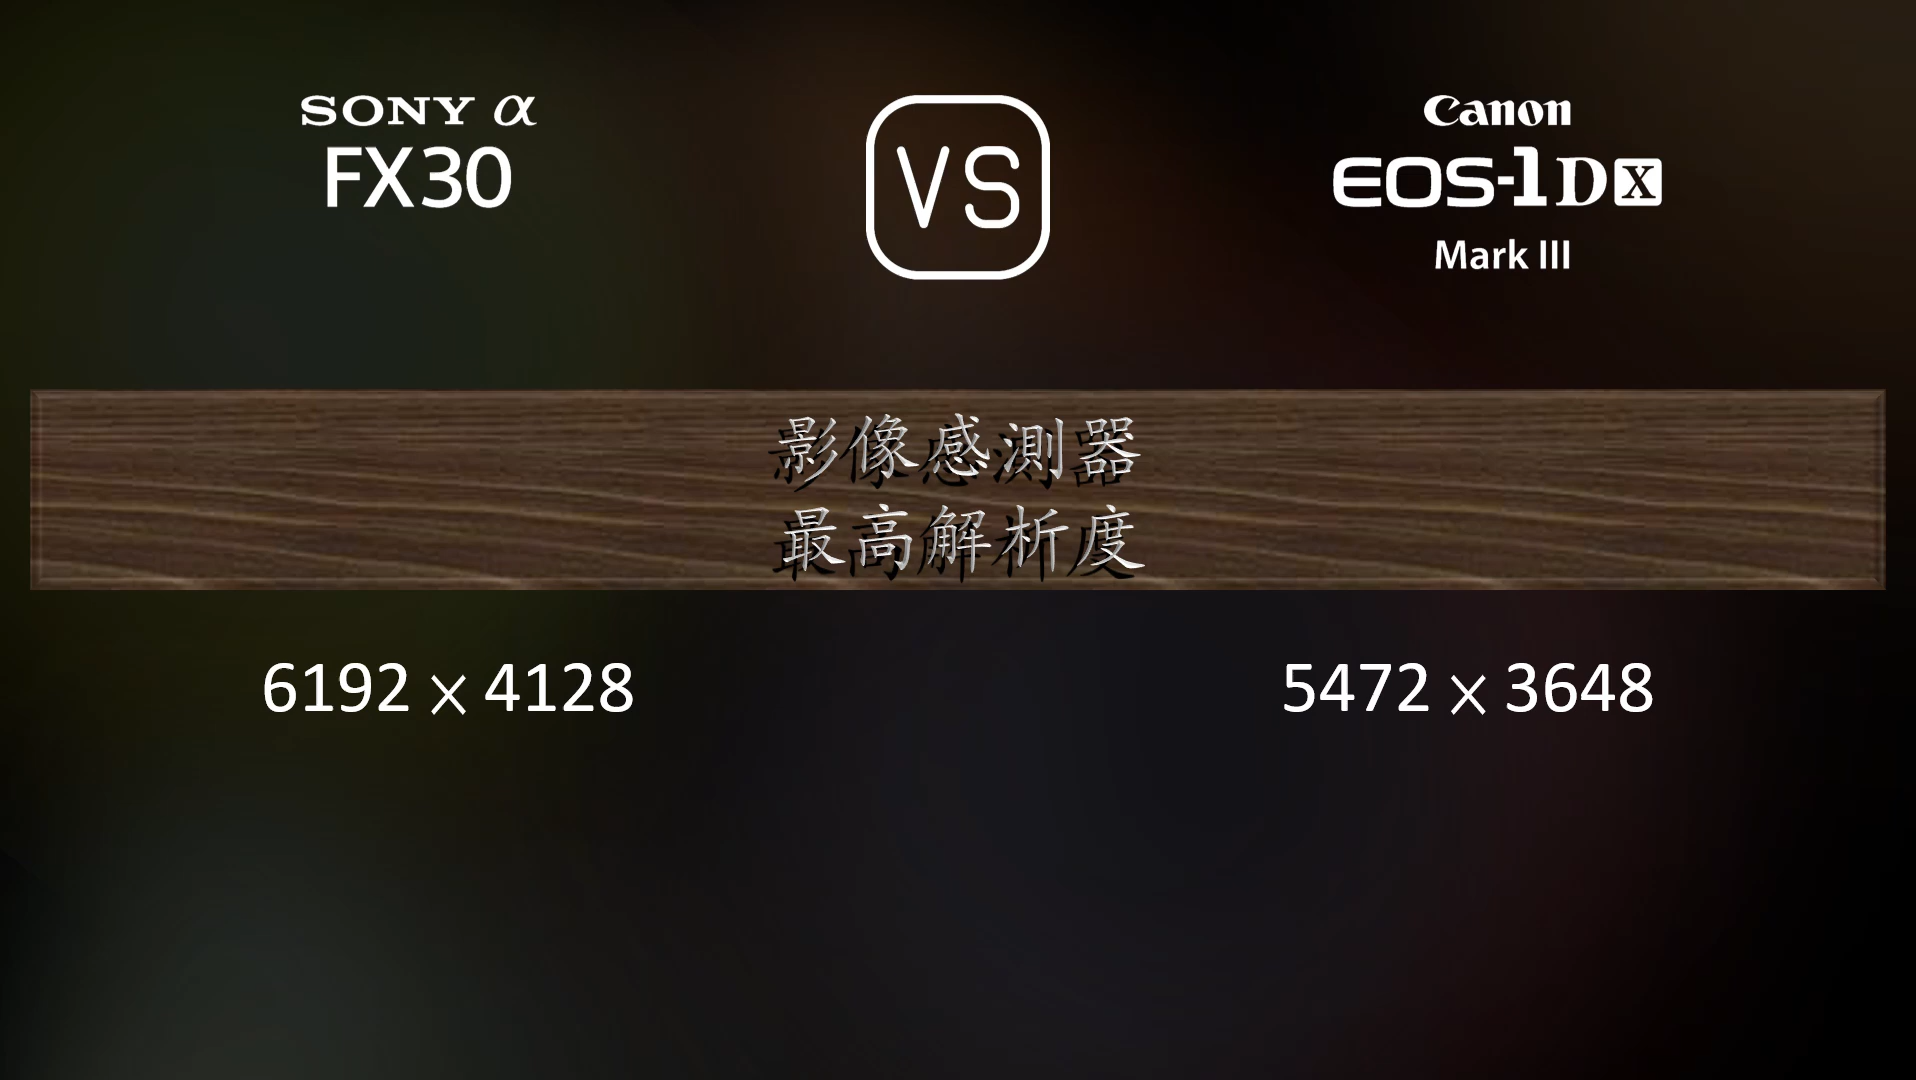 SONY α
FX30
VS
Canon
EOS-1DX
Mark III
影像感測器
最高解析度
6192 x 4128
5472 x 3648